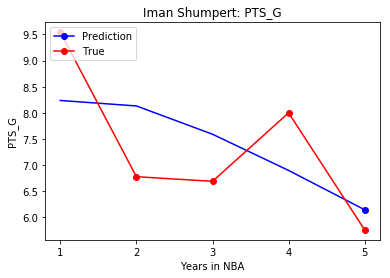 Iman Shumpert: PTS_G
Prediction
True
9.5
9.0
8.5
8.0
7.5
7.0
6.5
6.0
PTS_G
1 2 3 4 5
Years in NBA